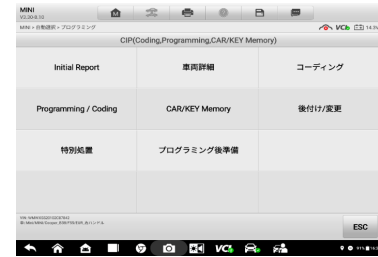 MINI
V3.20-8.10
MINI > 自動選択 > プログラミング
VCI
CIP(Coding,Programming,CAR/KEY Memory)
Initial Report
車両詳細
コーディング
Programming / Coding
CAR/KEY Memory
後付け/変更
特別処置
プログラミング後準備
ESC
VCI